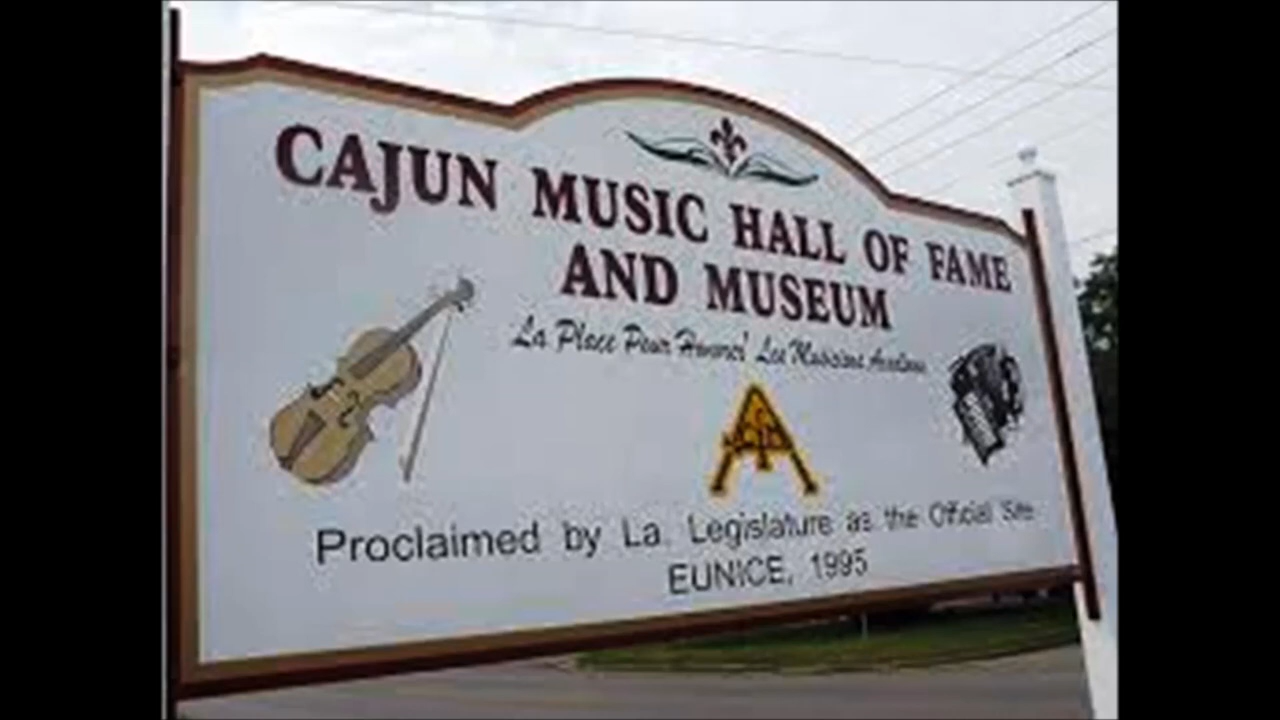 CAJUN MUSIC HALL OF FAME
AND MUSEUM
La Place Pour Honorer Les Musiciens
Proclaimed by La. Legislature as the Official Site
EUNICE, 1995